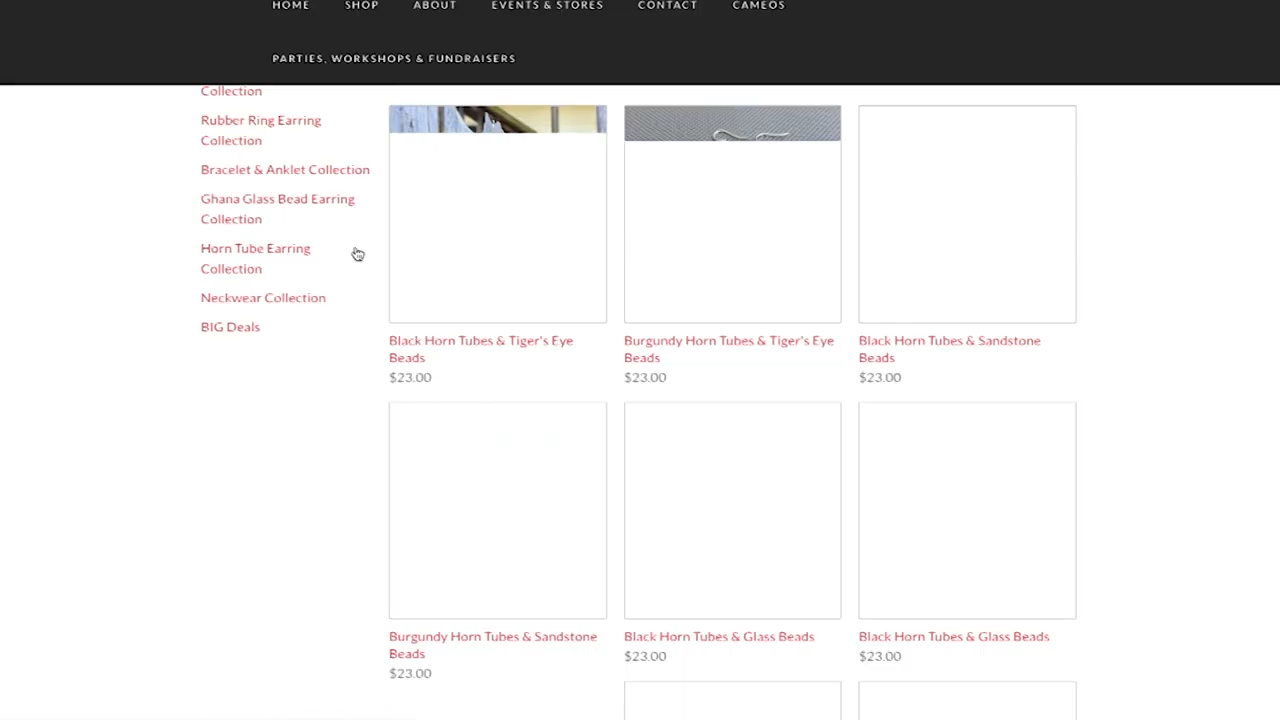 HOME SHOP ABOUT EVENTS & STORES CONTACT CAMEOS
PARTIES, WORKSHOPS & FUNDRAISERS
Collection
Rubber Ring Earring
Collection
Bracelet & Anklet Collection
Ghana Glass Bead Earring
Collection
Horn Tube Earring
Collection
Neckwear Collection
BIG Deals
Black Horn Tubes & Tiger's Eye
Beads
$23.00
Burgundy Horn Tubes & Tiger's Eye
Beads
$23.00
Black Horn Tubes & Sandstone
Beads
$23.00
Burgundy Horn Tubes & Sandstone
Beads
$23.00
Black Horn Tubes & Glass Beads
$23.00
Black Horn Tubes & Glass Beads
$23.00